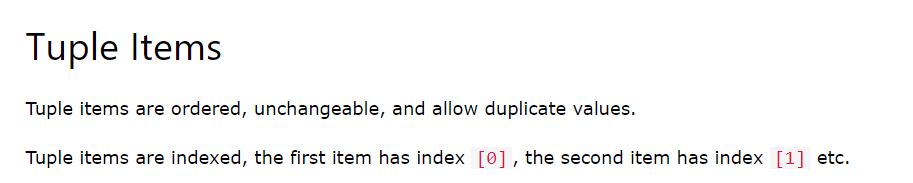 Tuple Items
Tuple items are ordered, unchangeable, and allow duplicate values.
Tuple items are indexed, the first item has index [0], the second item has index [1] etc.